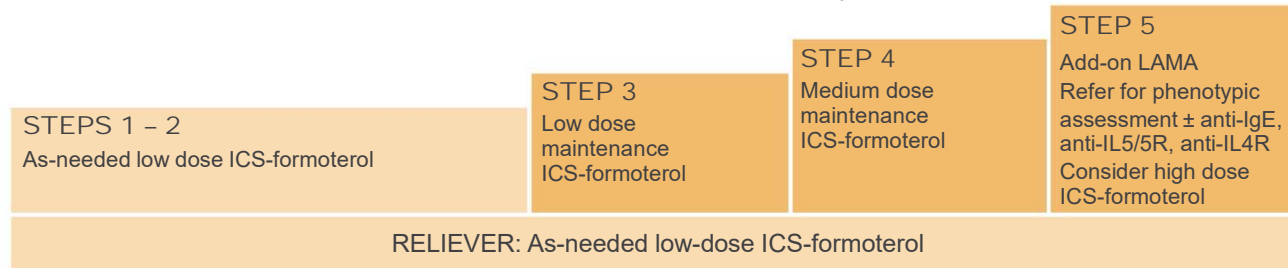 STEPS 1 – 2
As-needed low dose ICS-formoterol
STEP 3
Low dose
maintenance
ICS-formoterol
STEP 4
Medium dose
maintenance
ICS-formoterol
STEP 5
Add-on LAMA
Refer for phenotypic
assessment ± anti-IgE,
anti-IL5/5R, anti-IL4R
Consider high dose
ICS-formoterol
RELIEVER: As-needed low-dose ICS-formoterol